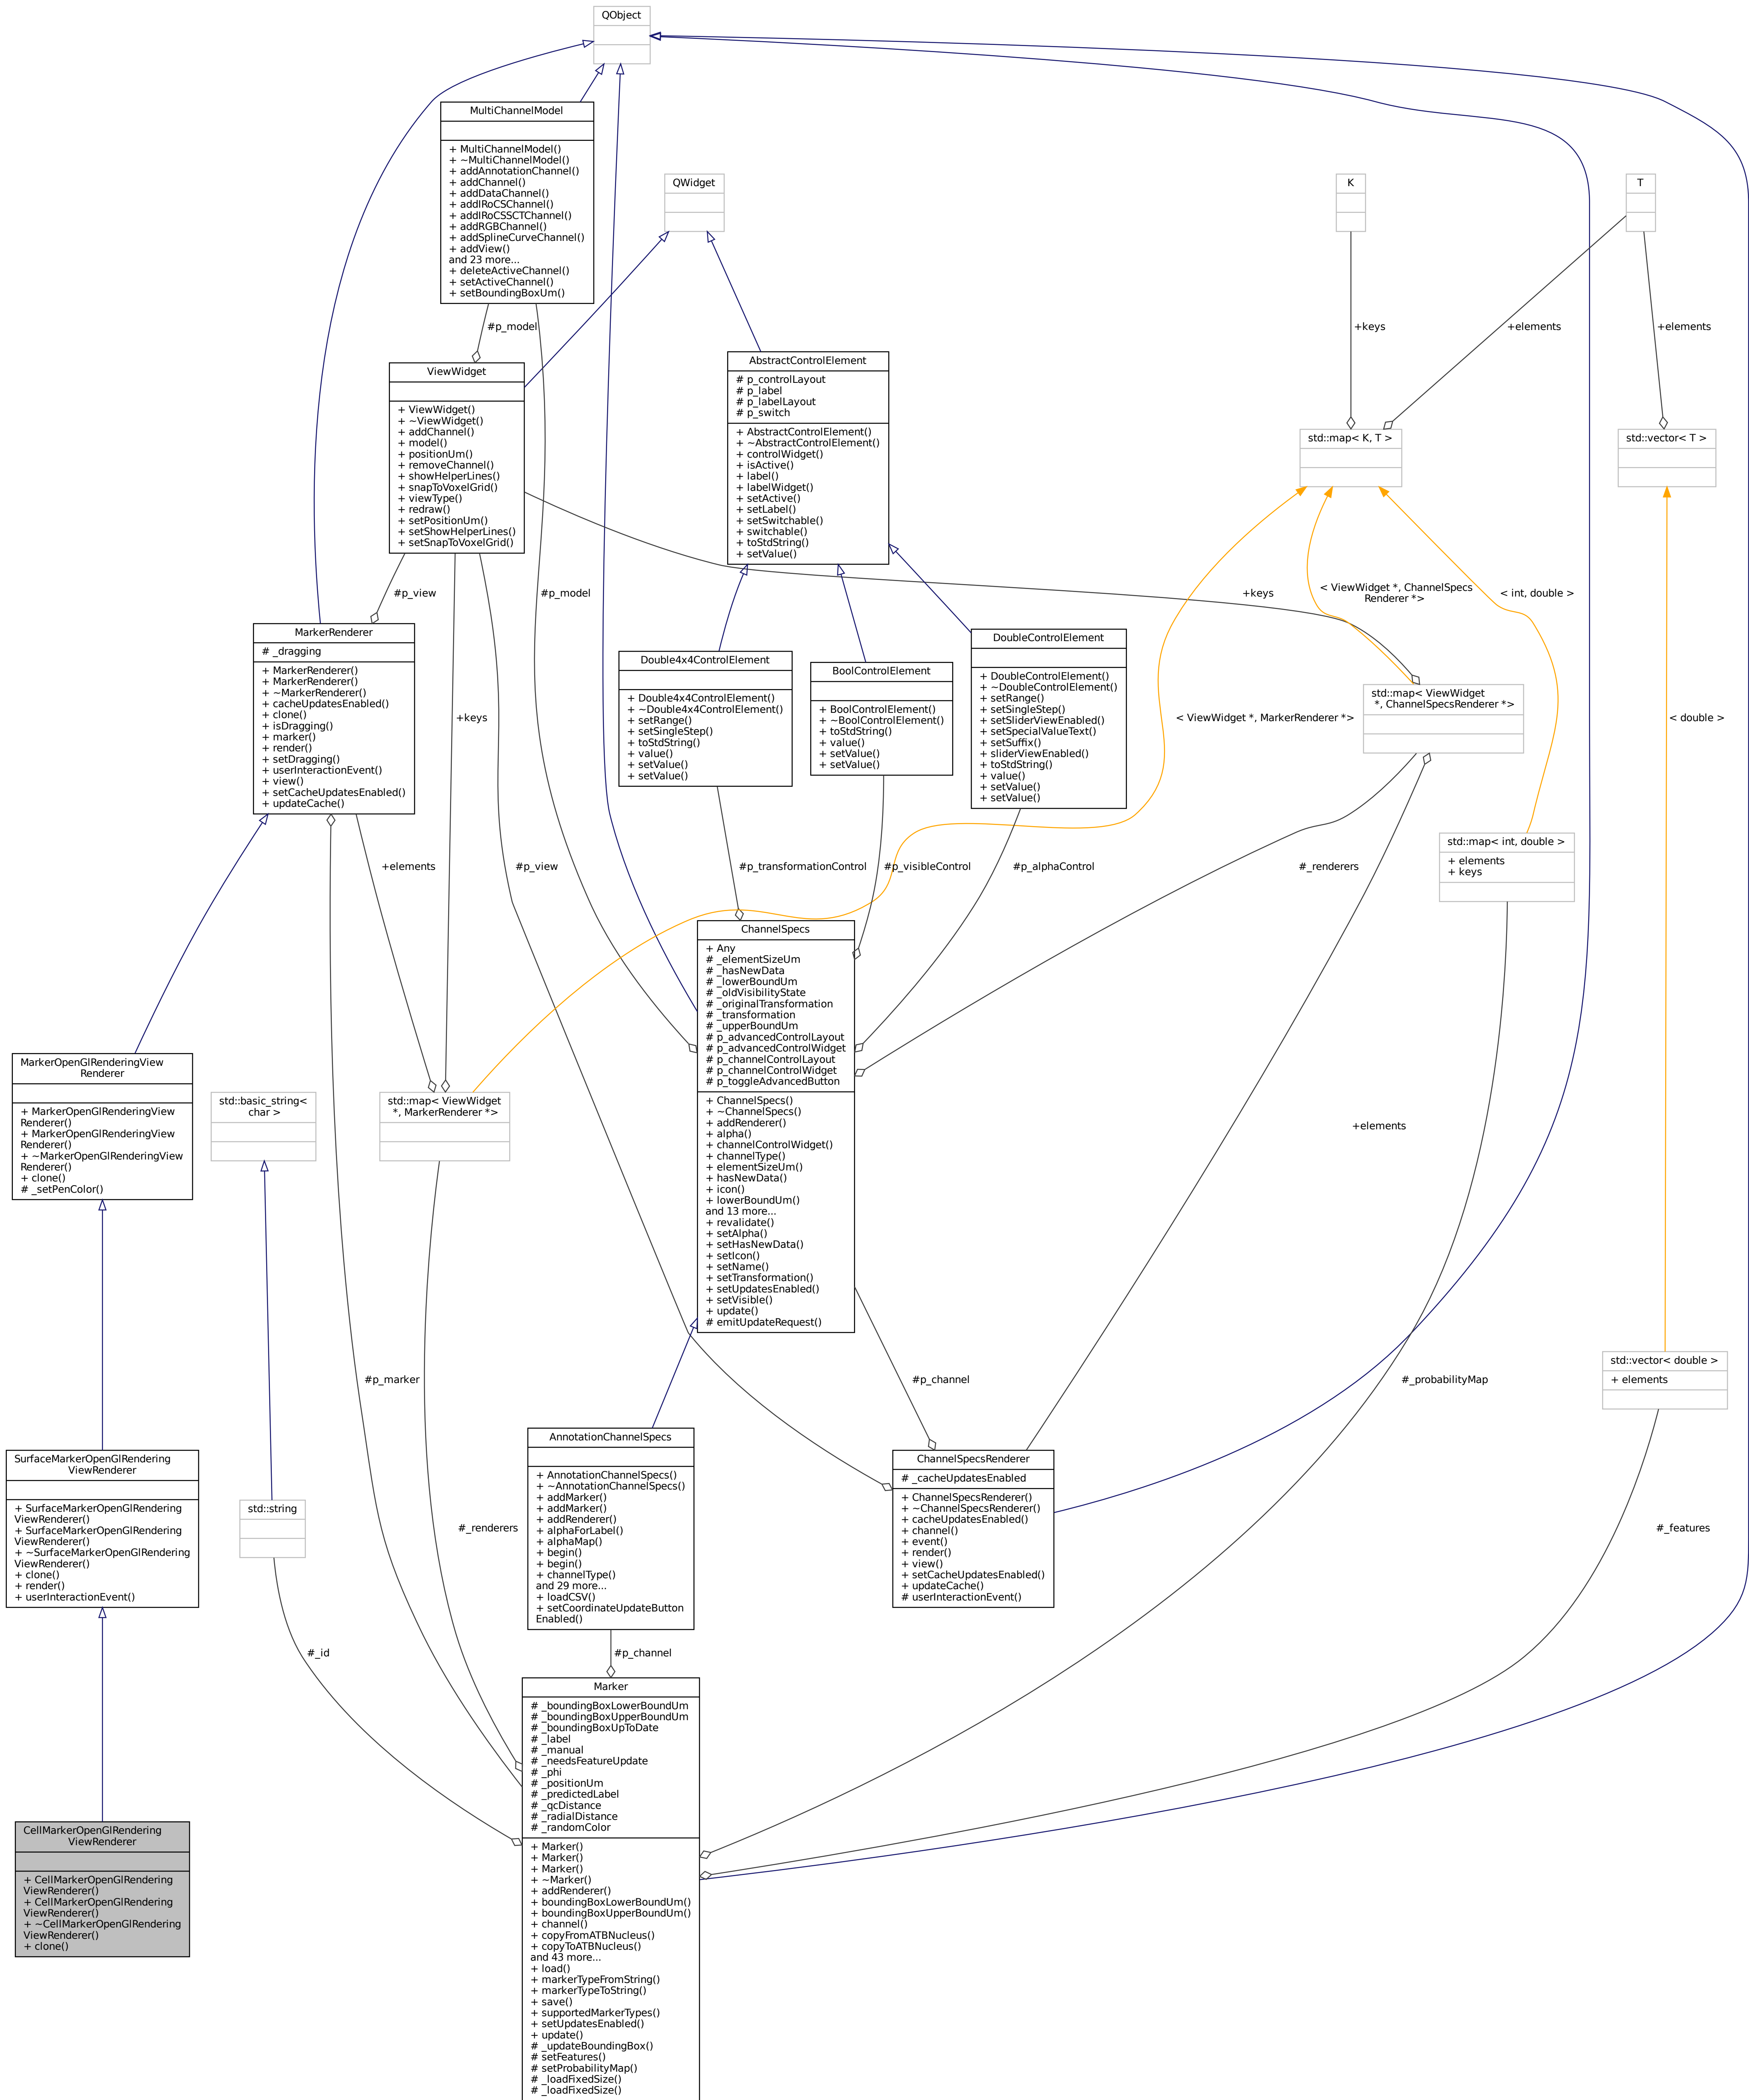 QObject
MultiChannelModel
+ MultiChannelModel()
+ ~MultiChannelModel()
+ addAnnotationChannel()
+ addChannel()
+ addDataChannel()
+ addIRoCSChannel()
+ addIRoCSSCTChannel()
+ addRGBChannel()
+ addSplineCurveChannel()
+ addView()
and 23 more...
+ deleteActiveChannel()
+ setActiveChannel()
+ setBoundingBoxUm()
QWidget
K
T
#p_model
+keys
+elements
+elements
ViewWidget
+ ViewWidget()
+ ~ViewWidget()
+ addChannel()
+ model()
+ positionUm()
+ removeChannel()
+ showHelperLines()
+ snapToVoxelGrid()
+ viewType()
+ redraw()
+ setPositionUm()
+ setShowHelperLines()
+ setSnapToVoxelGrid()
AbstractControlElement
# p_controlLayout
# p_label
# p_labelLayout
# p_switch
+ AbstractControlElement()
+ ~AbstractControlElement()
+ controlWidget()
+ isActive()
+ label()
+ labelWidget()
+ setActive()
+ setLabel()
+ setSwitchable()
+ switchable()
+ toStdString()
+ setValue()
std::map< K, T >
std::vector< T >
#p_view
#p_model
+keys
< ViewWidget *, ChannelSpecs
Renderer *>
< int, double >
MarkerRenderer
# _dragging
+ MarkerRenderer()
+ MarkerRenderer()
+ ~MarkerRenderer()
+ cacheUpdatesEnabled()
+ clone()
+ isDragging()
+ marker()
+ render()
+ setDragging()
+ userInteractionEvent()
+ view()
+ setCacheUpdatesEnabled()
+ updateCache()
+keys
Double4x4ControlElement
+ Double4x4ControlElement()
+ ~Double4x4ControlElement()
+ setRange()
+ setSingleStep()
+ toStdString()
+ value()
+ setValue()
+ setValue()
BoolControlElement
+ BoolControlElement()
+ ~BoolControlElement()
+ toStdString()
+ value()
+ setValue()
+ setValue()
DoubleControlElement
+ DoubleControlElement()
+ ~DoubleControlElement()
+ setRange()
+ setSingleStep()
+ setSliderViewEnabled()
+ setSpecialValueText()
+ setSuffix()
+ sliderViewEnabled()
+ toStdString()
+ value()
+ setValue()
+ setValue()
< ViewWidget *, MarkerRenderer *>
std::map< ViewWidget
*, ChannelSpecsRenderer *>
< double >
+elements
#p_view
#p_transformationControl
#p_visibleControl
#p_alphaControl
#_renderers
std::map< int, double >
+ elements
+ keys
ChannelSpecs
+ Any
# _elementSizeUm
# _hasNewData
# _lowerBoundUm
# _oldVisibilityState
# _originalTransformation
# _transformation
# _upperBoundUm
# p_advancedControlLayout
# p_advancedControlWidget
# p_channelControlLayout
# p_channelControlWidget
# p_toggleAdvancedButton
+ ChannelSpecs()
+ ~ChannelSpecs()
+ addRenderer()
+ alpha()
+ channelControlWidget()
+ channelType()
+ elementSizeUm()
+ hasNewData()
+ icon()
+ lowerBoundUm()
and 13 more...
+ revalidate()
+ setAlpha()
+ setHasNewData()
+ setIcon()
+ setName()
+ setTransformation()
+ setUpdatesEnabled()
+ setVisible()
+ update()
# emitUpdateRequest()
MarkerOpenGlRenderingView
Renderer
+ MarkerOpenGlRenderingView
Renderer()
+ MarkerOpenGlRenderingView
Renderer()
+ ~MarkerOpenGlRenderingView
Renderer()
+ clone()
# _setPenColor()
std::basic_string<
char >
std::map< ViewWidget
*, MarkerRenderer *>
+elements
#p_marker
#p_channel
#_probabilityMap
std::vector< double >
+ elements
SurfaceMarkerOpenGlRendering
ViewRenderer
+ SurfaceMarkerOpenGlRendering
ViewRenderer()
+ SurfaceMarkerOpenGlRendering
ViewRenderer()
+ ~SurfaceMarkerOpenGlRendering
ViewRenderer()
+ clone()
+ render()
+ userInteractionEvent()
std::string
#_renderers
AnnotationChannelSpecs
+ AnnotationChannelSpecs()
+ ~AnnotationChannelSpecs()
+ addMarker()
+ addMarker()
+ addRenderer()
+ alphaForLabel()
+ alphaMap()
+ begin()
+ begin()
+ channelType()
and 29 more...
+ loadCSV()
+ setCoordinateUpdateButton
Enabled()
ChannelSpecsRenderer
# _cacheUpdatesEnabled
+ ChannelSpecsRenderer()
+ ~ChannelSpecsRenderer()
+ cacheUpdatesEnabled()
+ channel()
+ event()
+ render()
+ view()
+ setCacheUpdatesEnabled()
+ updateCache()
# userInteractionEvent()
#_features
#_id
#p_channel
Marker
# _boundingBoxLowerBoundUm
# _boundingBoxUpperBoundUm
# _boundingBoxUpToDate
# _label
# _manual
# _needsFeatureUpdate
# _phi
# _positionUm
# _predictedLabel
# _qcDistance
# _radialDistance
# _randomColor
+ Marker()
+ Marker()
+ Marker()
+ ~Marker()
+ addRenderer()
+ boundingBoxLowerBoundUm()
+ boundingBoxUpperBoundUm()
+ channel()
+ copyFromATBNucleus()
+ copyToATBNucleus()
and 43 more...
+ load()
+ markerTypeFromString()
+ markerTypeToString()
+ save()
+ supportedMarkerTypes()
+ setUpdatesEnabled()
+ update()
# _updateBoundingBox()
# setFeatures()
# setProbabilityMap()
# _loadFixedSize()
# _loadFixedSize()
CellMarkerOpenGlRendering
ViewRenderer
+ CellMarkerOpenGlRendering
ViewRenderer()
+ CellMarkerOpenGlRendering
ViewRenderer()
+ ~CellMarkerOpenGlRendering
ViewRenderer()
+ clone()